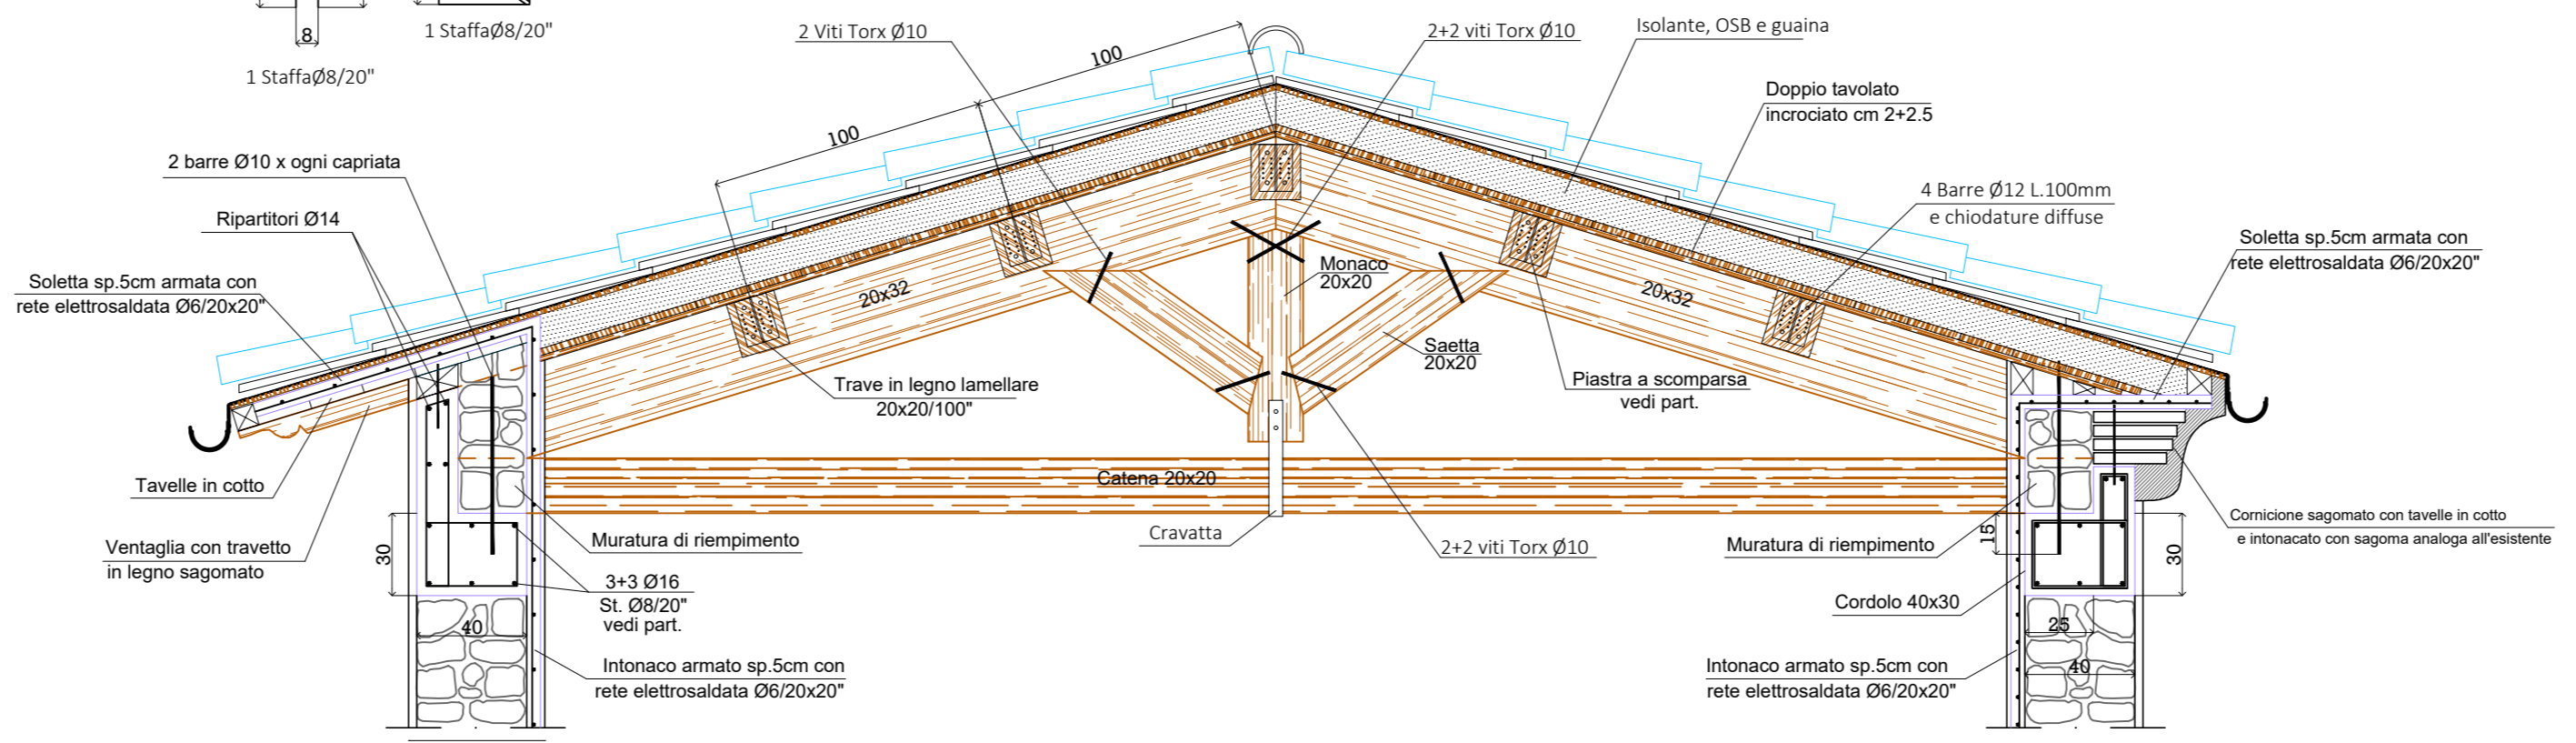 8
1 StaffaØ8/20"
1 StaffaØ8/20"
2 Viti Torx Ø10
100
100
2+2 viti Torx Ø10
Isolante, OSB e guaina
Doppio tavolato
incrociato cm 2+2.5
4 Barre Ø12 L.100mm
e chiodature diffuse
Soletta sp.5cm armata con
rete elettrosaldata Ø6/20x20"
2 barre Ø10 x ogni capriata
Ripartitori Ø14
Soletta sp.5cm armata con
rete elettrosaldata Ø6/20x20"
20x32
Monaco
20x20
20x32
Saetta
20x20
Trave in legno lamellare
20x20/100"
Piastra a scomparsa
vedi part.
Tavelle in cotto
Catena 20x20
Ventaglia con travetto
in legno sagomato
30
Muratura di riempimento
Cravatta
2+2 viti Torx Ø10
Muratura di riempimento
15
30
Cornicione sagomato con tavelle in cotto
e intonacato con sagoma analoga all'esistente
3+3 Ø16
St. Ø8/20"
vedi part.
Cordolo 40x30
40
25
40
Intonaco armato sp.5cm con
rete elettrosaldata Ø6/20x20"
Intonaco armato sp.5cm con
rete elettrosaldata Ø6/20x20"